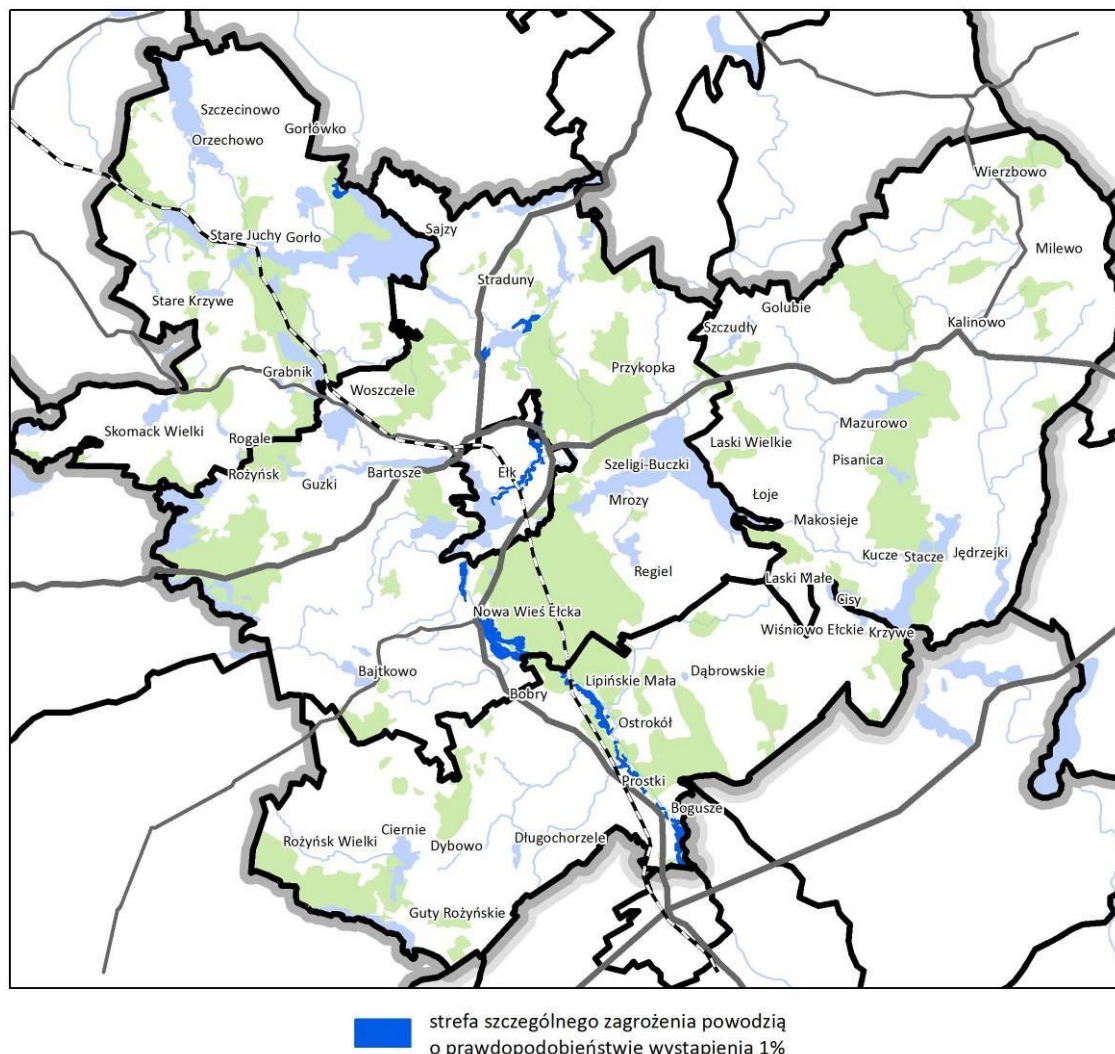 Szczecinowo
Orzechowo
Gorłówko
Wierzbowo
Sajzy
Stare Juchy
Gorło
Milewo
Straduny
Stare Krzywe
Golubie
Szczudły
Kalinowo
Przykopka
Grabnik
Woszczele
Mazurowo
Skomack Wielki
Rogale
Laski Wielkie
Rożyńsk
Bartosze
Ełk
Szeligi-Buczki
Pisanica
Guzki
Mrozy
Łoje
Makosieje
Kucze
Stacze
Jędrzejki
Regiel
Laski Małe
Cisy
Nowa Wieś Ełcka
Wiśniowo Ełckie
Krzywe
Bajtkowo
Lipińskie Mała
Dąbrowskie
Bobry
Ostrokół
Prostki
Bogusze
Ciernie
Rożyńsk Wielki
Dybowo
Długochorzele
Guty Rożyńskie
strefa szczególnego zagrożenia powodzią
o prawdopodobieństwie wystąpienia 1%